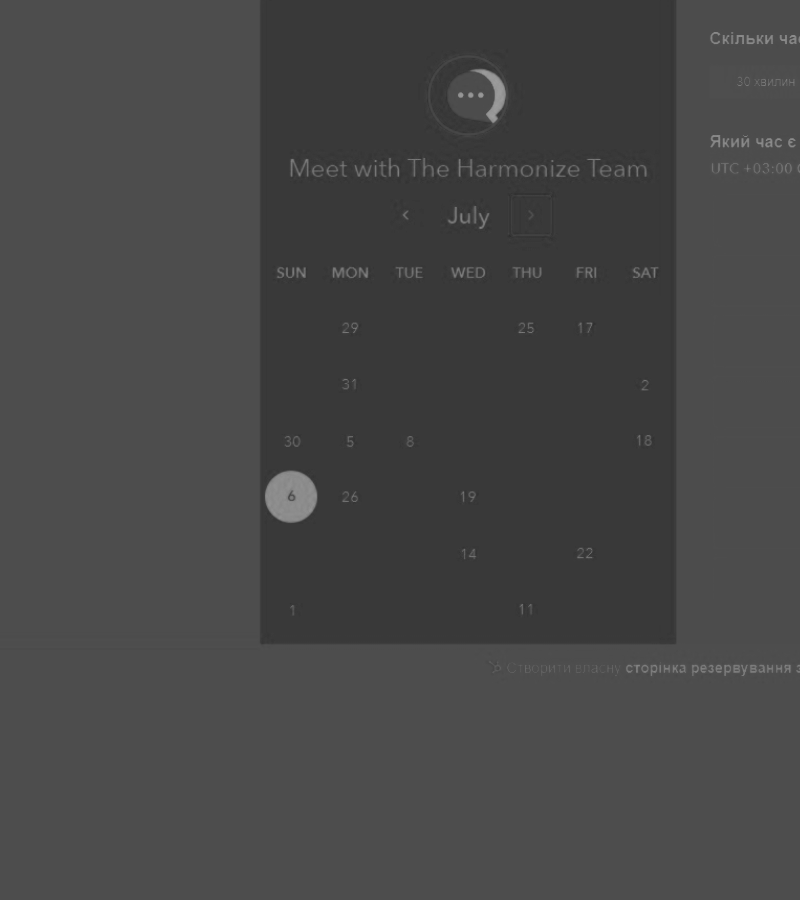 Скільки
30 хвилин
Meet with The Harmonize Team
Який час є
UTC +03:00
July
SUN MON TUE WED THU FRI SAT
29 25 17
31 2
30 5 8 18
6 26 19
14 22
1 11
Створити власну сторінка резервування